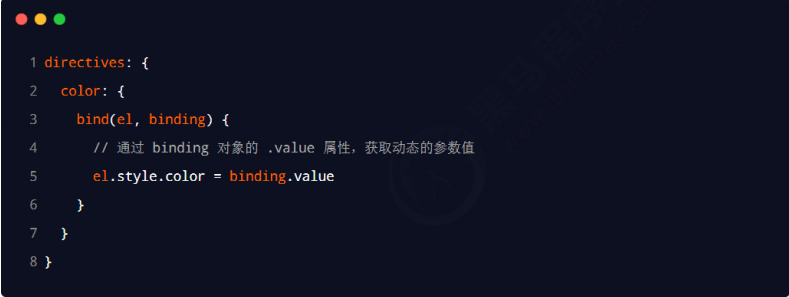 1 directives: {
2   color: {
3     bind(el, binding) {
4       // 通过 binding 对象的 .value 属性，获取动态的参数值
5       el.style.color = binding.value
6     }
7   }
8 }